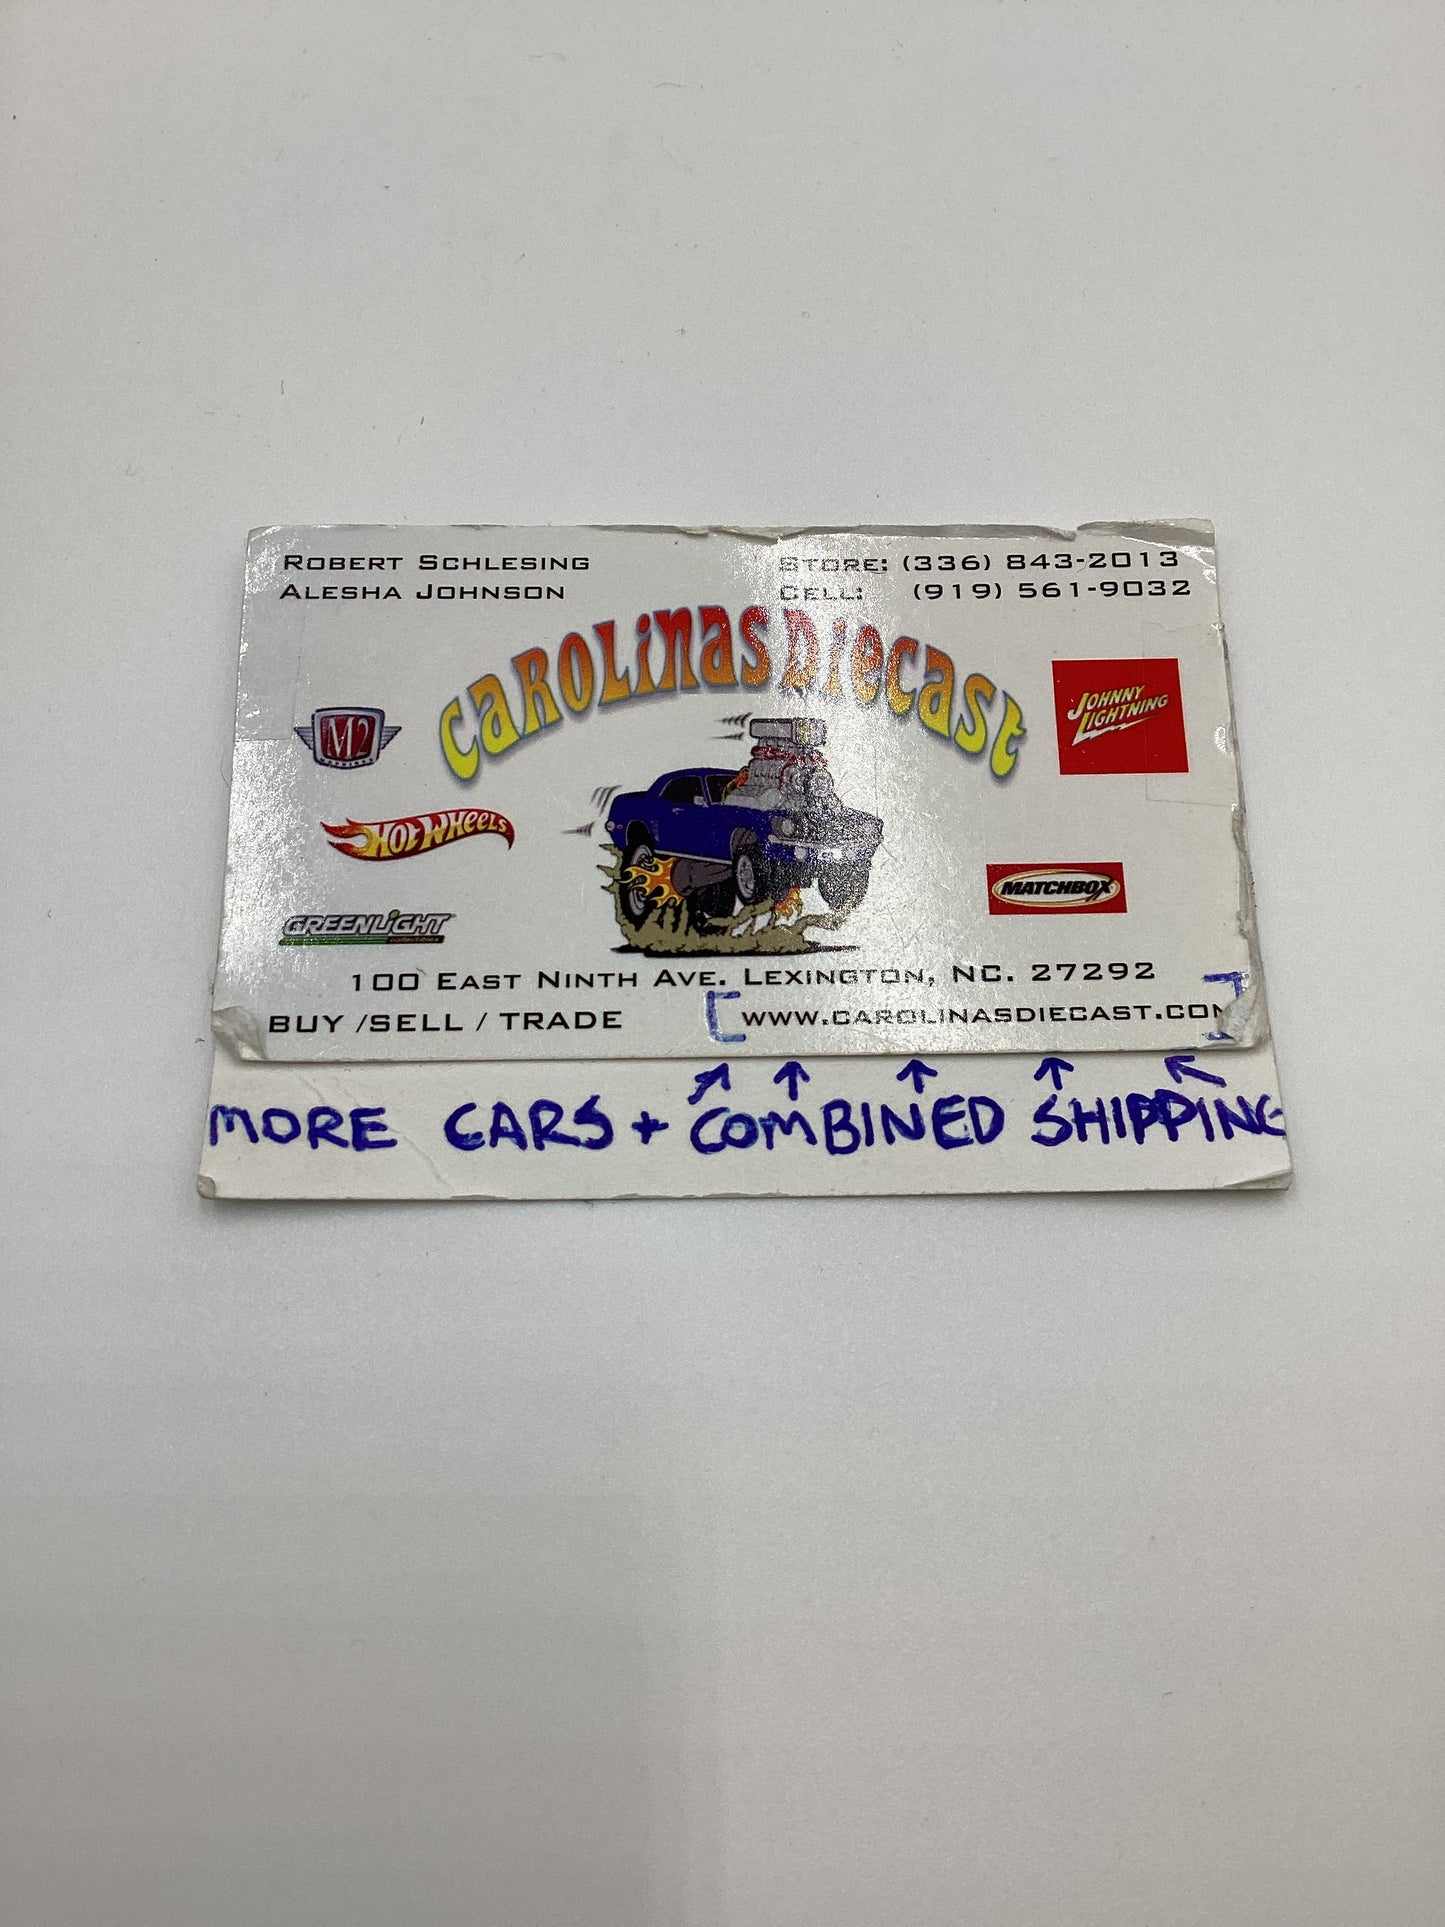 ROBERT SCHLESING
ALESHA JOHNSON
STORE: (336) 843-2013
CELL: (919) 561-9032
CAROLINAS DIECAST
M2
MACHINES
JOHNNY
LIGHTNING
HOT WHEELS
MATCHBOX
GREENLIGHT
collectibles
100 EAST NINTH AVE. LEXINGTON, NC. 27292
BUY /SELL / TRADE [WWW.CAROLINASDIECAST.COM]
MORE CARS + COMBINED SHIPPING